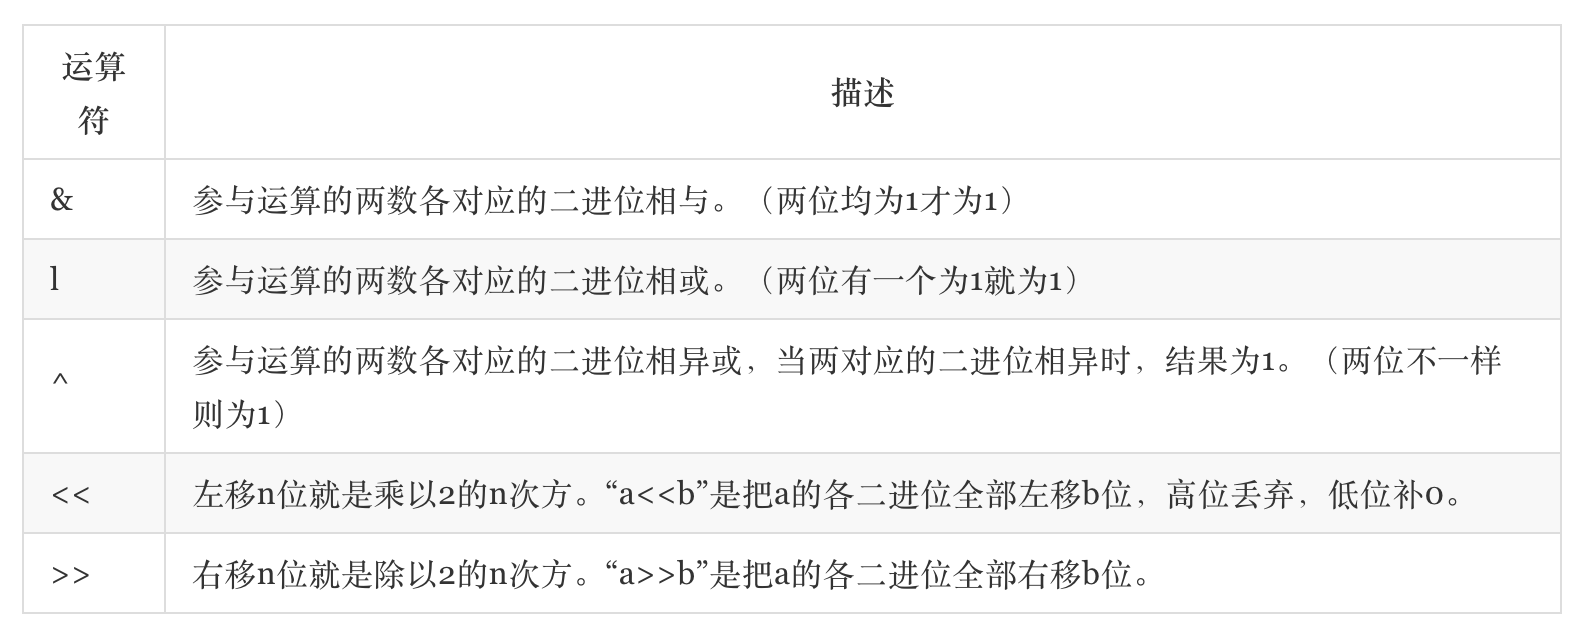 运算
符
描述
&
参与运算的两数各对应的二进位相与。（两位均为1才为1）
l
参与运算的两数各对应的二进位相或。（两位有一个为1就为1）
^
参与运算的两数各对应的二进位相异或，当两对应的二进位相异时，结果为1。（两位不一样
则为1）
<<
左移n位就是乘以2的n次方。“a<<b”是把a的各二进位全部左移b位，高位丢弃，低位补0。
>>
右移n位就是除以2的n次方。“a>>b”是把a的各二进位全部右移b位。